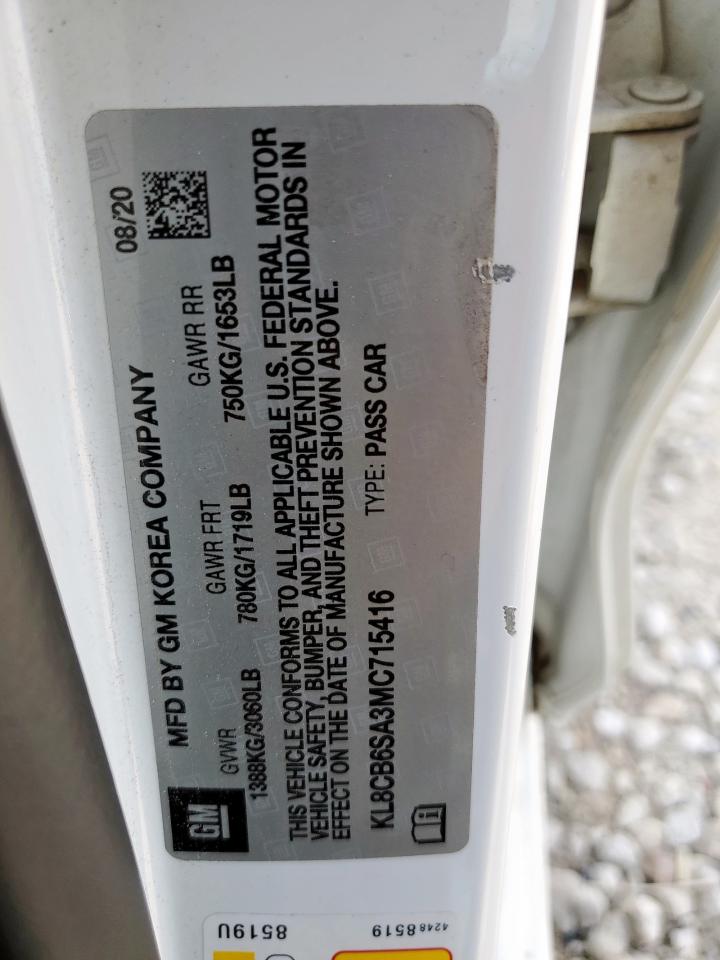 MFD BY GM KOREA COMPANY 08/20
GVWR GAWR FRT GAWR RR
1388KG/3060LB 780KG/1719LB 750KG/1653LB
THIS VEHICLE CONFORMS TO ALL APPLICABLE U.S. FEDERAL MOTOR
VEHICLE SAFETY, BUMPER, AND THEFT PREVENTION STANDARDS IN
EFFECT ON THE DATE OF MANUFACTURE SHOWN ABOVE.
KL8CB6SA3MC715416 TYPE: PASS CAR
GM
8519U
42488519